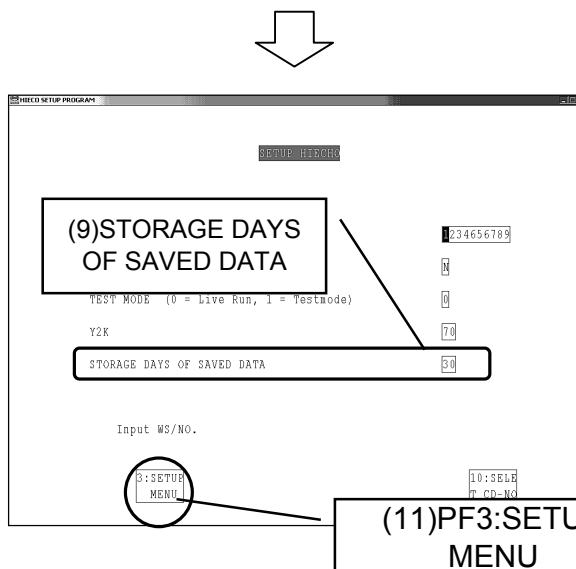 HIECO SETUP PROGRAM
SETUP HIECHO
(9)STORAGE DAYS
OF SAVED DATA
1234656789
N
TEST MODE (0 = Live Run, 1 = Testmode)
0
Y2K
70
STORAGE DAYS OF SAVED DATA
30
Input WS/NO.
3:SETUP
MENU
10:SELE
T CD-NO
(11)PF3:SETU
MENU